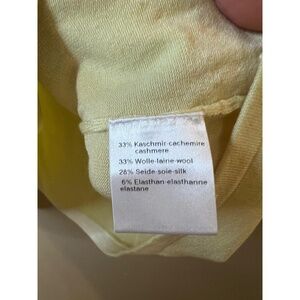 33% Kaschmir-cachemire
cashmere
33% Wolle-laine-wool
28% Seide-soie-silk
6% Elasthan-elasthanne
elastane